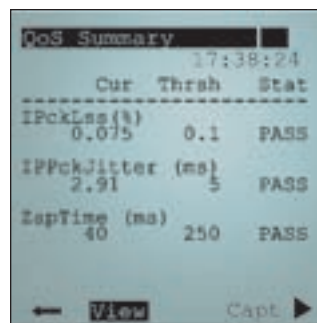 QoS Summary
17:38:24
Cur Thrsh Stat
IPckLss(%)
0.075 0.1 PASS
IPPckJitter (ms)
2.91 5 PASS
ZapTime (ms)
40 250 PASS
View Capt